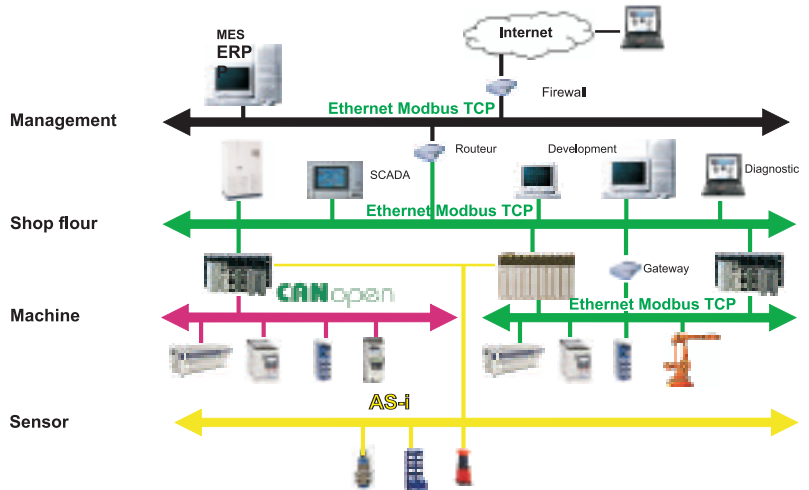 MES
ERP
P
Internet
Firewall
Ethernet Modbus TCP
Management
Routeur
Development
SCADA
Diagnostic
Ethernet Modbus TCP
Shop flour
Gateway
CANopen
Ethernet Modbus TCP
Machine
AS-i
Sensor